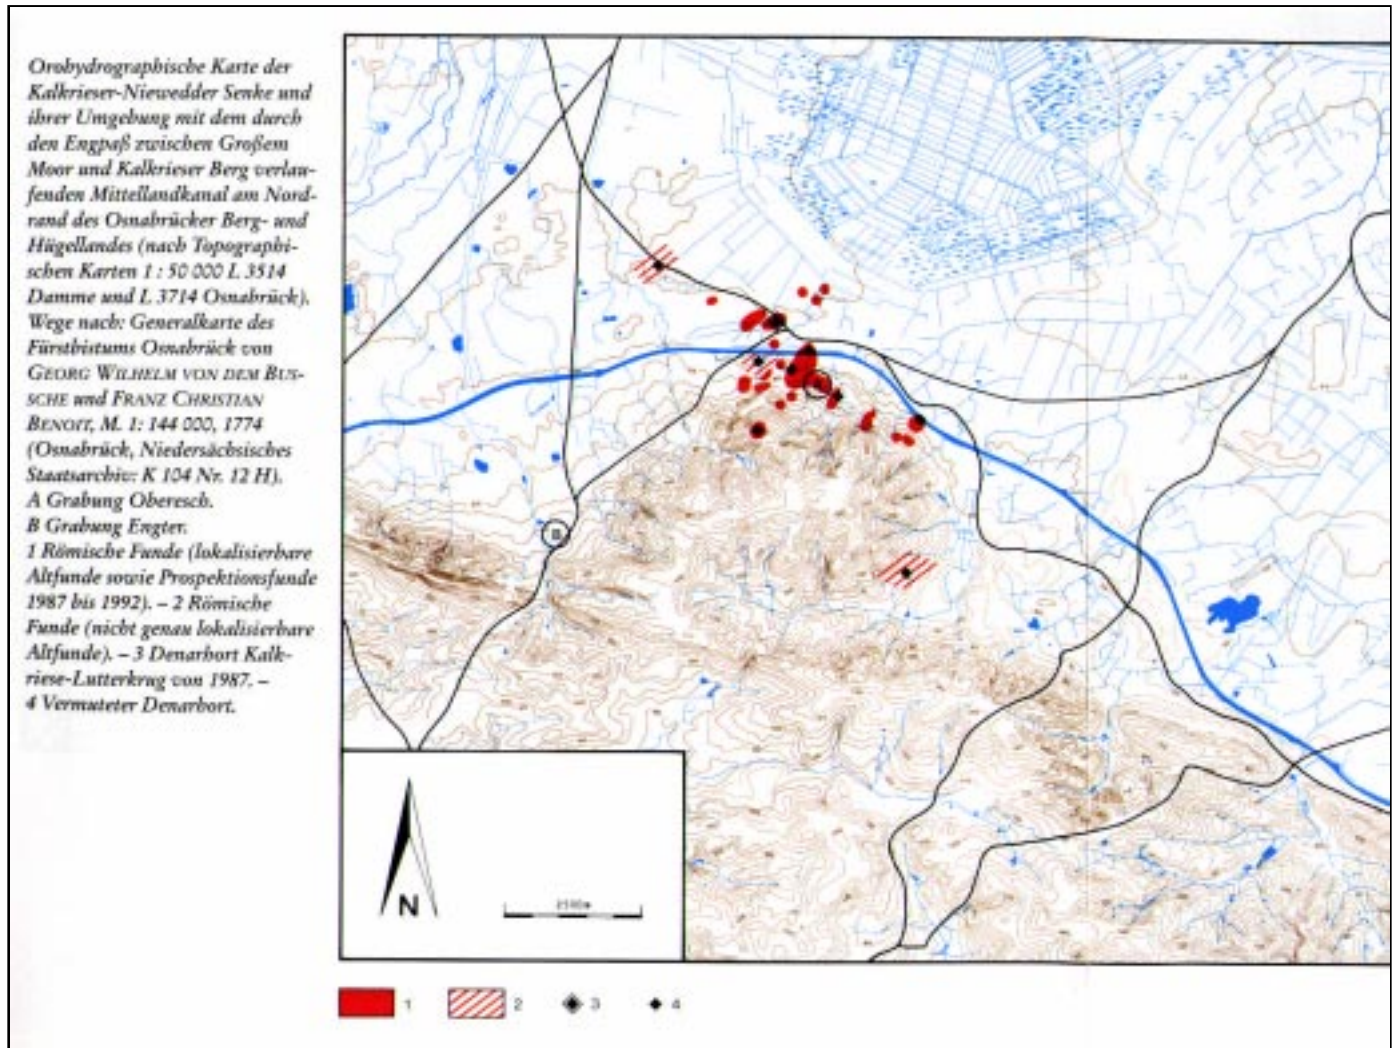 Orohydrographische Karte der
Kalkrieser-Niewedder Senke und
ihrer Umgebung mit dem durch
den Engpaß zwischen Großem
Moor und Kalkrieser Berg verlau-
fenden Mittellandkanal am Nord-
rand des Osnabrücker Berg- und
Hügellandes (nach Topographi-
schen Karten 1 : 50 000 L 3514
Damme und L 3714 Osnabrück).
Wege nach: Generalkarte des
Fürstbistums Osnabrück von
GEORG WILHELM VON DEM BUS-
SCHE und FRANZ CHRISTIAN
BENOIT, M. 1: 144 000, 1774
(Osnabrück, Niedersächsisches
Staatsarchiv: K 104 Nr. 12 H).
A Grabung Oberesch.
B Grabung Engter.
1 Römische Funde (lokalisierbare
Altfunde sowie Prospektionsfunde
1987 bis 1992). – 2 Römische
Funde (nicht genau lokalisierbare
Altfunde). – 3 Denarhort Kalk-
riese-Lutterkrug von 1987. –
4 Vermuteter Denarhort.
B
N
1 2 3 4